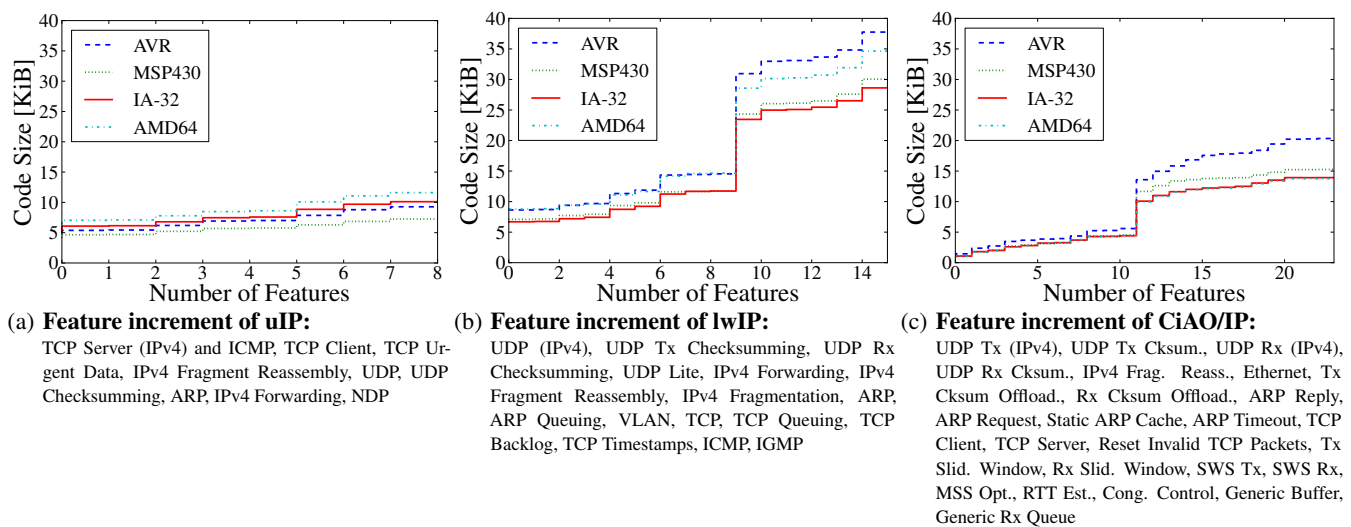 40
35
30
25
20
15
10
5
0
Code Size [KiB]
AVR
MSP430
IA-32
AMD64
0 1 2 3 4 5 6 7 8
Number of Features
(a) Feature increment of uIP:
TCP Server (IPv4) and ICMP, TCP Client, TCP Ur-
gent Data, IPv4 Fragment Reassembly, UDP, UDP
Checksumming, ARP, IPv4 Forwarding, NDP
40
35
30
25
20
15
10
5
0
Code Size [KiB]
AVR
MSP430
IA-32
AMD64
0 2 4 6 8 10 12 14
Number of Features
(b) Feature increment of lwIP:
UDP (IPv4), UDP Tx Checksumming, UDP Rx
Checksumming, UDP Lite, IPv4 Forwarding, IPv4
Fragment Reassembly, IPv4 Fragmentation, ARP,
ARP Queuing, VLAN, TCP, TCP Queuing, TCP
Backlog, TCP Timestamps, ICMP, IGMP
40
35
30
25
20
15
10
5
0
Code Size [KiB]
AVR
MSP430
IA-32
AMD64
0 5 10 15 20
Number of Features
(c) Feature increment of CiAO/IP:
UDP Tx (IPv4), UDP Tx Cksum., UDP Rx (IPv4),
UDP Rx Cksum., IPv4 Frag. Reass., Ethernet, Tx
Cksum Offload., Rx Cksum Offload., ARP Reply,
ARP Request, Static ARP Cache, ARP Timeout, TCP
Client, TCP Server, Reset Invalid TCP Packets, Tx
Slid. Window, Rx Slid. Window, SWS Tx, SWS Rx,
MSS Opt., RTT Est., Cong. Control, Generic Buffer,
Generic Rx Queue